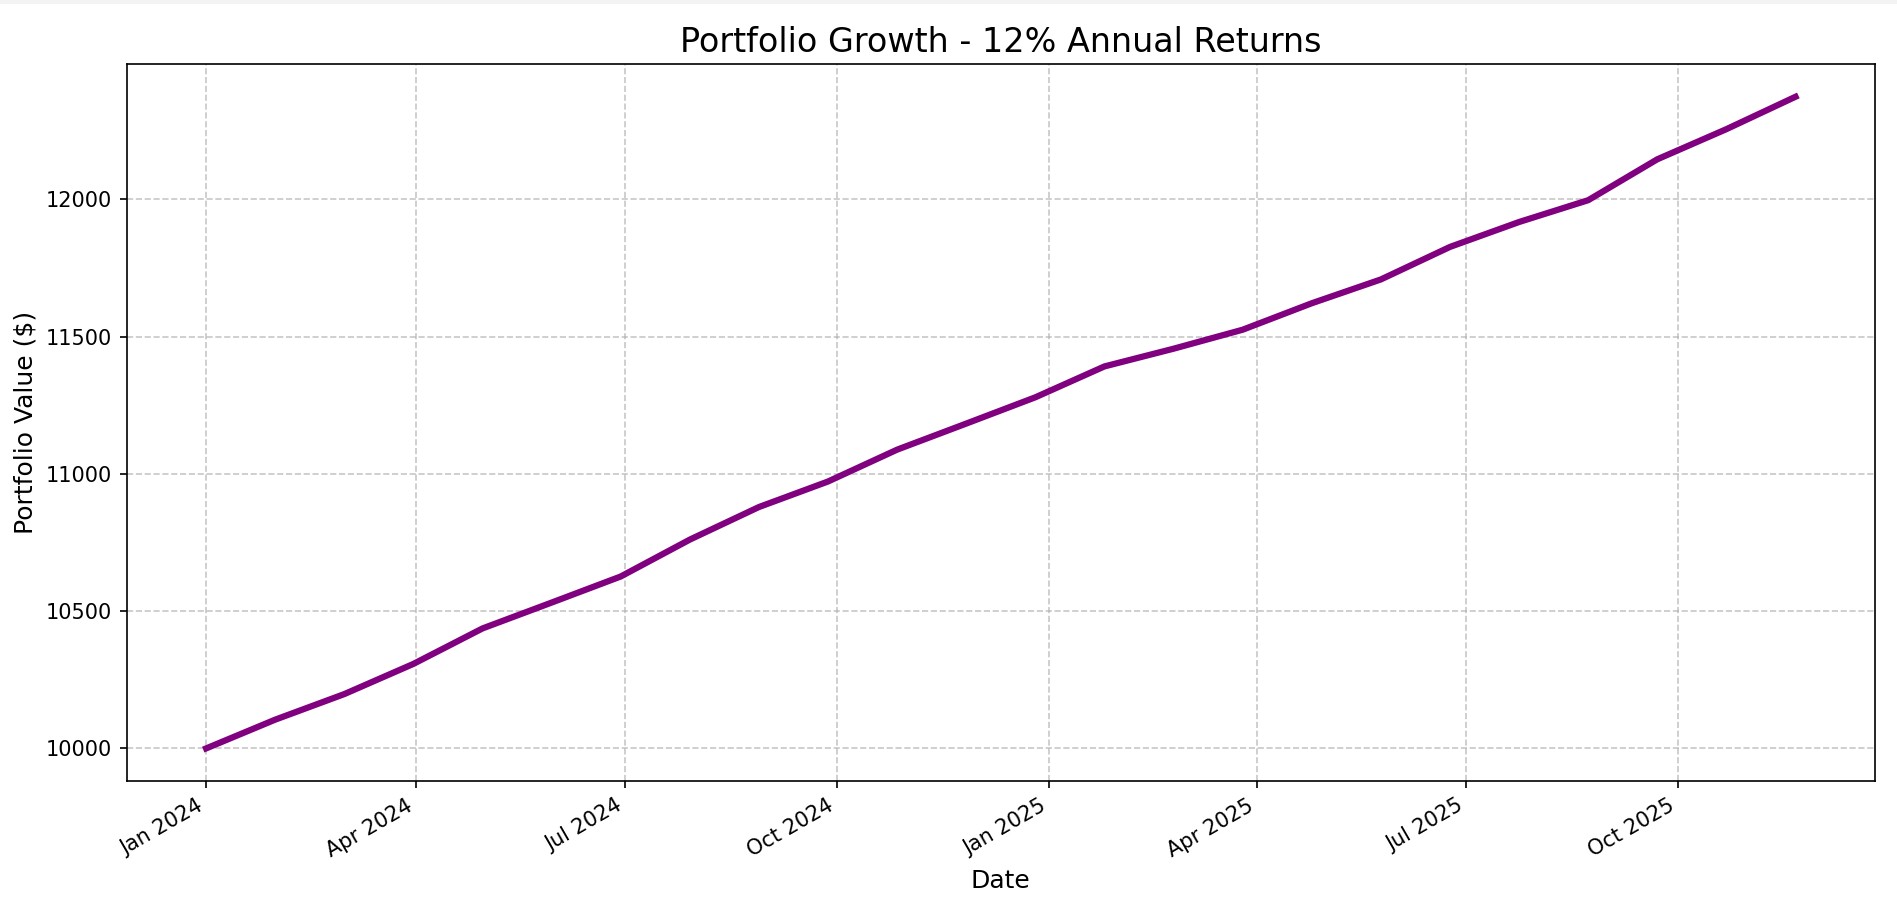 Portfolio Growth - 12% Annual Returns
Portfolio Value ($)
12000
11500
11000
10500
10000
Jan 2024
Apr 2024
Jul 2024
Oct 2024
Jan 2025
Apr 2025
Jul 2025
Oct 2025
Date